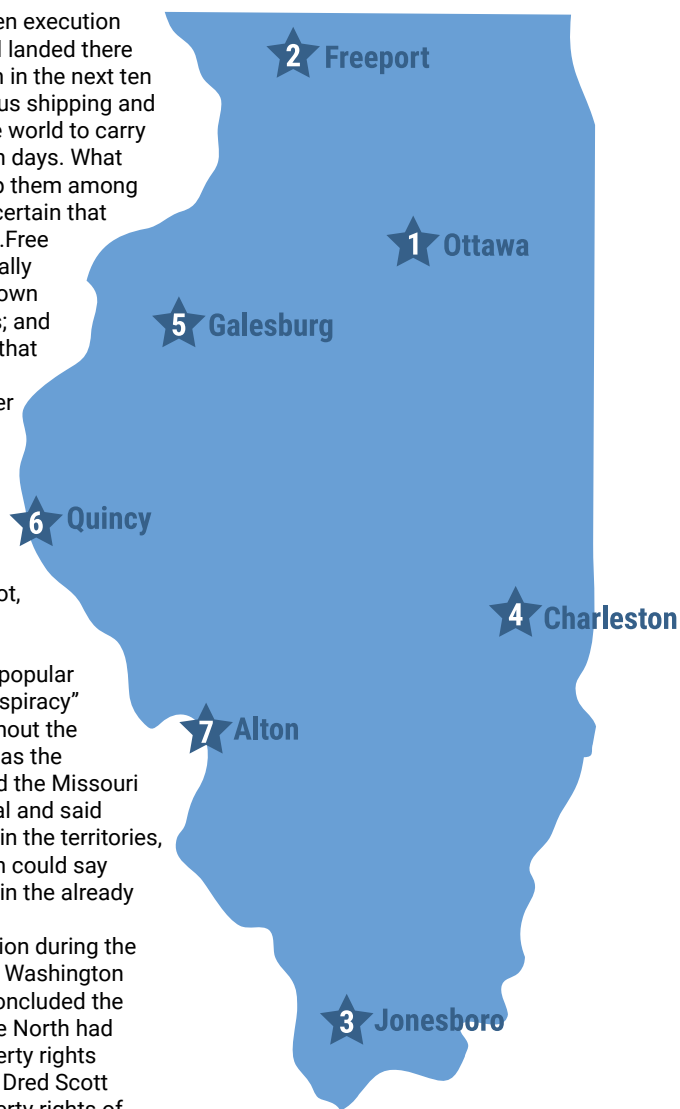 en execution
landed there
in the next ten
us shipping and
world to carry
days. What
them among
certain that
.Free
ally
own
; and
that
er
ot,
popular
spiracy”
hout the
as the
d the Missouri
al and said
in the territories,
could say
in the already
ion during the
Washington
oncluded the
North had
erty rights
Dred Scott
erty rights of
2 Freeport
1 Ottawa
5 Galesburg
6 Quincy
4 Charleston
7 Alton
3 Jonesboro